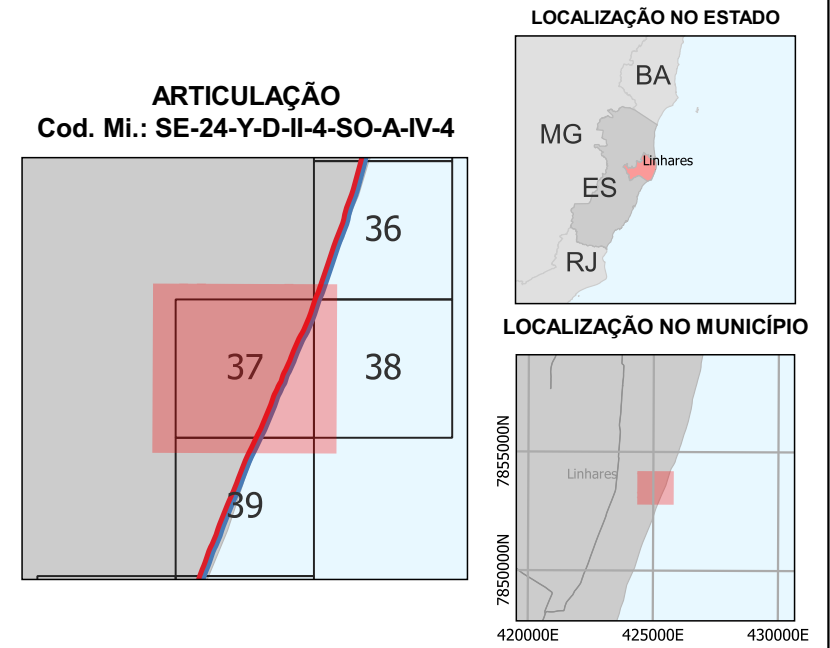 ARTICULAÇÃO
Cod. Mi.: SE-24-Y-D-II-4-SO-A-IV-4
36
37
38
39
LOCALIZAÇÃO NO ESTADO
BA
MG
Linhares
ES
RJ
LOCALIZAÇÃO NO MUNICÍPIO
7855000N
Linhares
7850000N
420000E
425000E
430000E